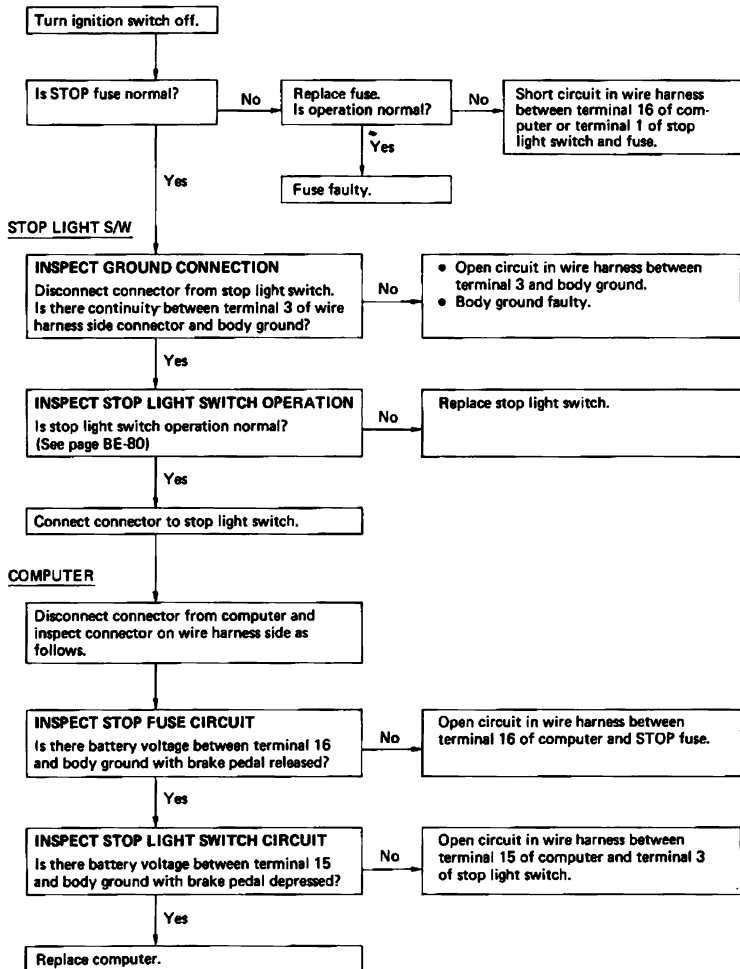 Turn ignition switch off.
Is STOP fuse normal?
No
Replace fuse.
Is operation normal?
No
Short circuit in wire harness
between terminal 16 of com-
puter or terminal 1 of stop
light switch and fuse.
Yes
Yes
Fuse faulty.
STOP LIGHT S/W
INSPECT GROUND CONNECTION
Disconnect connector from stop light switch.
Is there continuity between terminal 3 of wire
harness side connector and body ground?
No
• Open circuit in wire harness between
terminal 3 and body ground.
• Body ground faulty.
Yes
INSPECT STOP LIGHT SWITCH OPERATION
Is stop light switch operation normal?
(See page BE-80)
No
Replace stop light switch.
Yes
Connect connector to stop light switch.
COMPUTER
Disconnect connector from computer and
inspect connector on wire harness side as
follows.
INSPECT STOP FUSE CIRCUIT
Is there battery voltage between terminal 16
and body ground with brake pedal released?
No
Open circuit in wire harness between
terminal 16 of computer and STOP fuse.
Yes
INSPECT STOP LIGHT SWITCH CIRCUIT
Is there battery voltage between terminal 15
and body ground with brake pedal depressed?
No
Open circuit in wire harness between
terminal 15 of computer and terminal 3
of stop light switch.
Yes
Replace computer.